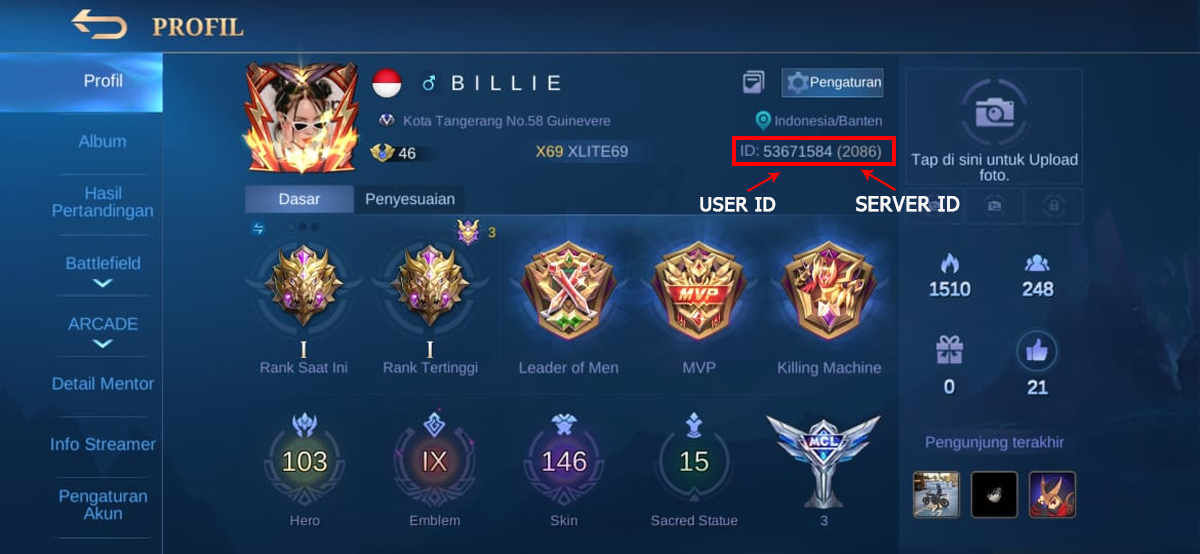 PROFIL
Profil
Album
Hasil
Pertandingan
Battlefield
ARCADE
Detail Mentor
Info Streamer
Pengaturan
Akun
B I L L I E
Pengaturan
Kota Tangerang No.58 Guinevere
Indonesia/Banten
46
X69 XLITE69
ID: 53671584 (2086)
USER ID
SERVER ID
Dasar
Penyesuaian
3
I
I
MVP
Rank Saat Ini
Rank Tertinggi
Leader of Men
MVP
Killing Machine
103
IX
146
15
MCL
Hero
Emblem
Skin
Sacred Statue
3
Tap di sini untuk Upload
foto.
1510
248
0
21
Pengunjung terakhir